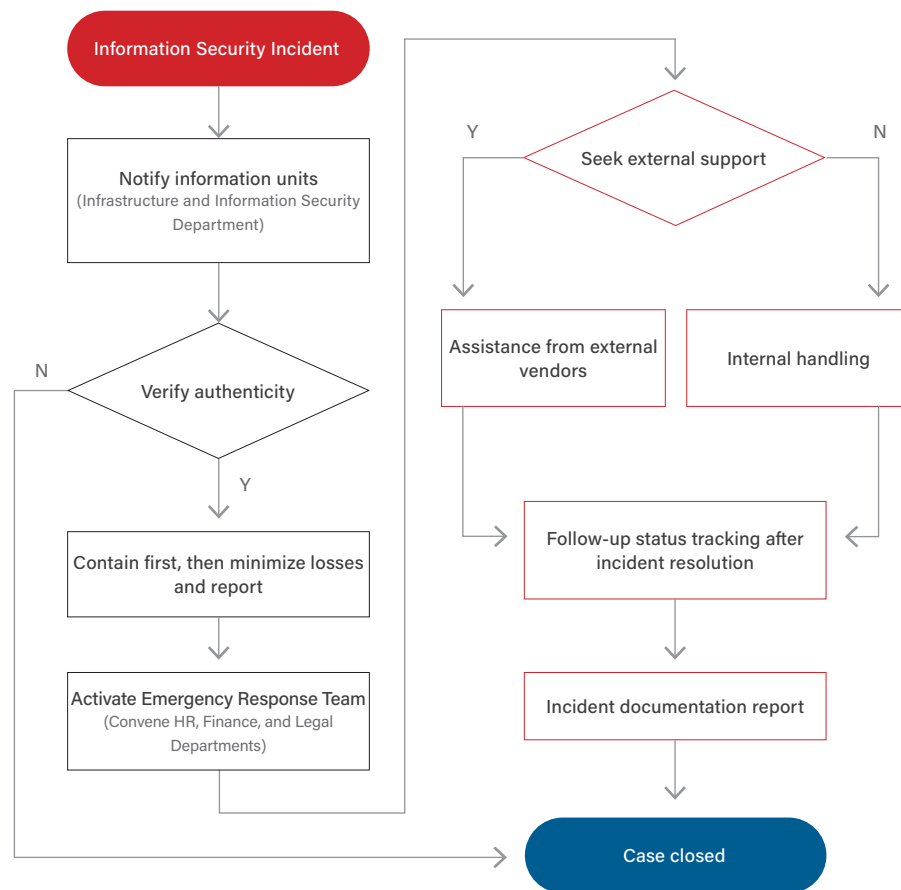 Information Security Incident
Notify information units
(Infrastructure and Information Security
Department)
N
Verify authenticity
Y
Contain first, then minimize losses
and report
Activate Emergency Response Team
(Convene HR, Finance, and Legal
Departments)
Y
N
Seek external support
Assistance from external
vendors
Internal handling
Follow-up status tracking after
incident resolution
Incident documentation report
Case closed